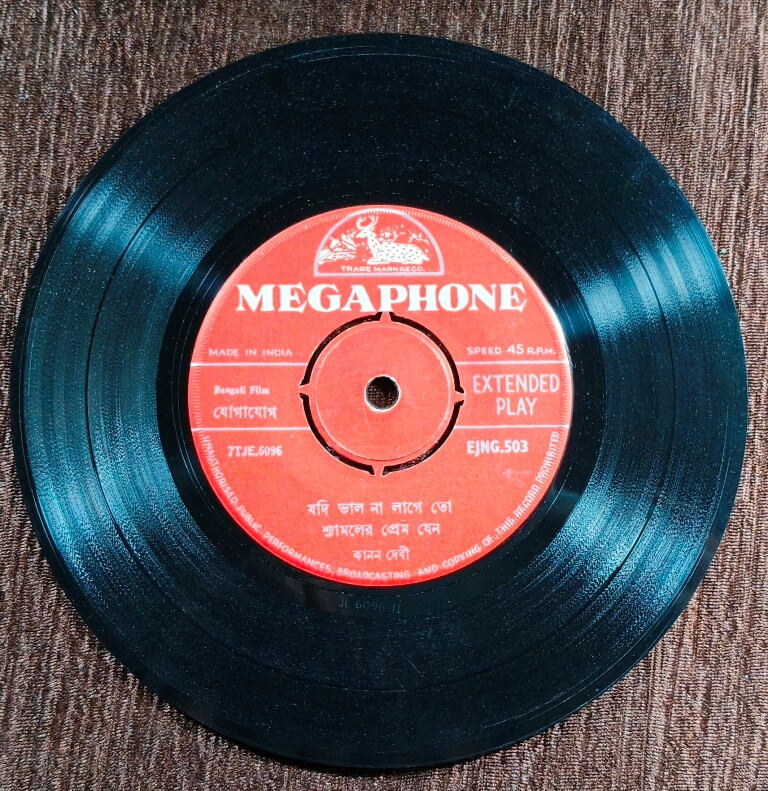 TRADE MARK REGD.
MEGAPHONE
MADE IN INDIA
SPEED 45 R.P.M.
Bengali Film
যোগাযোগ
EXTENDED
PLAY
7TJE.6096
EJNG.503
যদি ভাল না লাগে তো
শ্যামলের প্রেম যেন
কানন দেবী
UNAUTHORISED PUBLIC PERFORMANCES, BROADCASTING AND COPYING OF THIS RECORD PROHIBITED